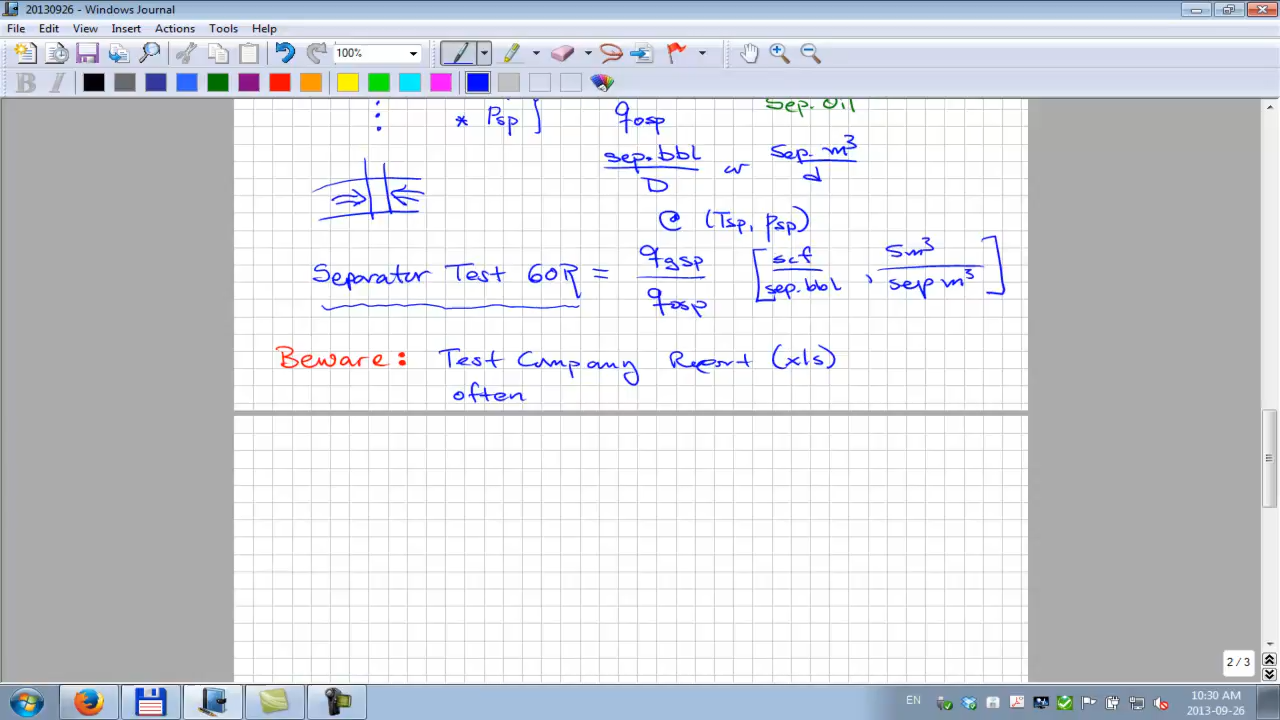 20130926 - Windows Journal
File Edit View Insert Actions Tools Help
100%
B I
* Psp ] qosp Sep. Oil
sep.bbl / D or Sep. m³ / d
@ (Tsp, psp)
Separator Test GOR = qgsp / qosp [ scf / sep.bbl , Sm³ / sep m³ ]
Beware: Test Company Report (xls)
often
2 / 3
EN 10:30 AM
2013-09-26